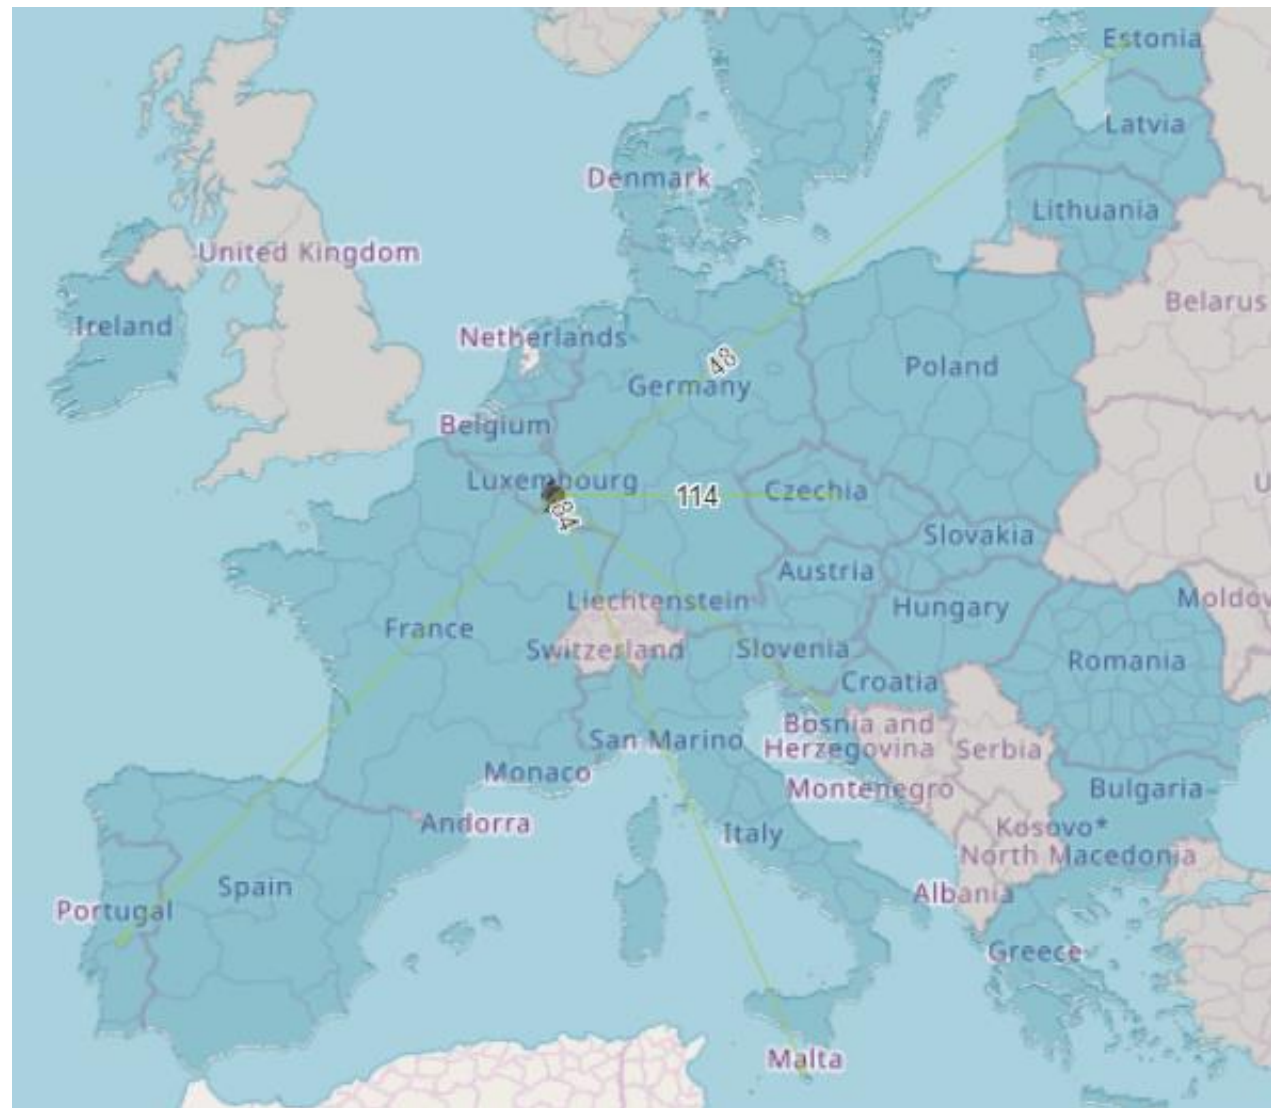 Estonia
Latvia
Denmark
Lithuania
United Kingdom
Belarus
Ireland
Netherlands
48
Poland
Germany
Belgium
Luxembourg
114
Czechia
U
64
Slovakia
Austria
Liechtenstein
Hungary
Moldov
France
Switzerland
Slovenia
Romania
Croatia
Bosnia and
Herzegovina
San Marino
Serbia
Monaco
Montenegro
Bulgaria
Andorra
Italy
Kosovo*
North Macedonia
Spain
Albania
Portugal
Greece
Malta